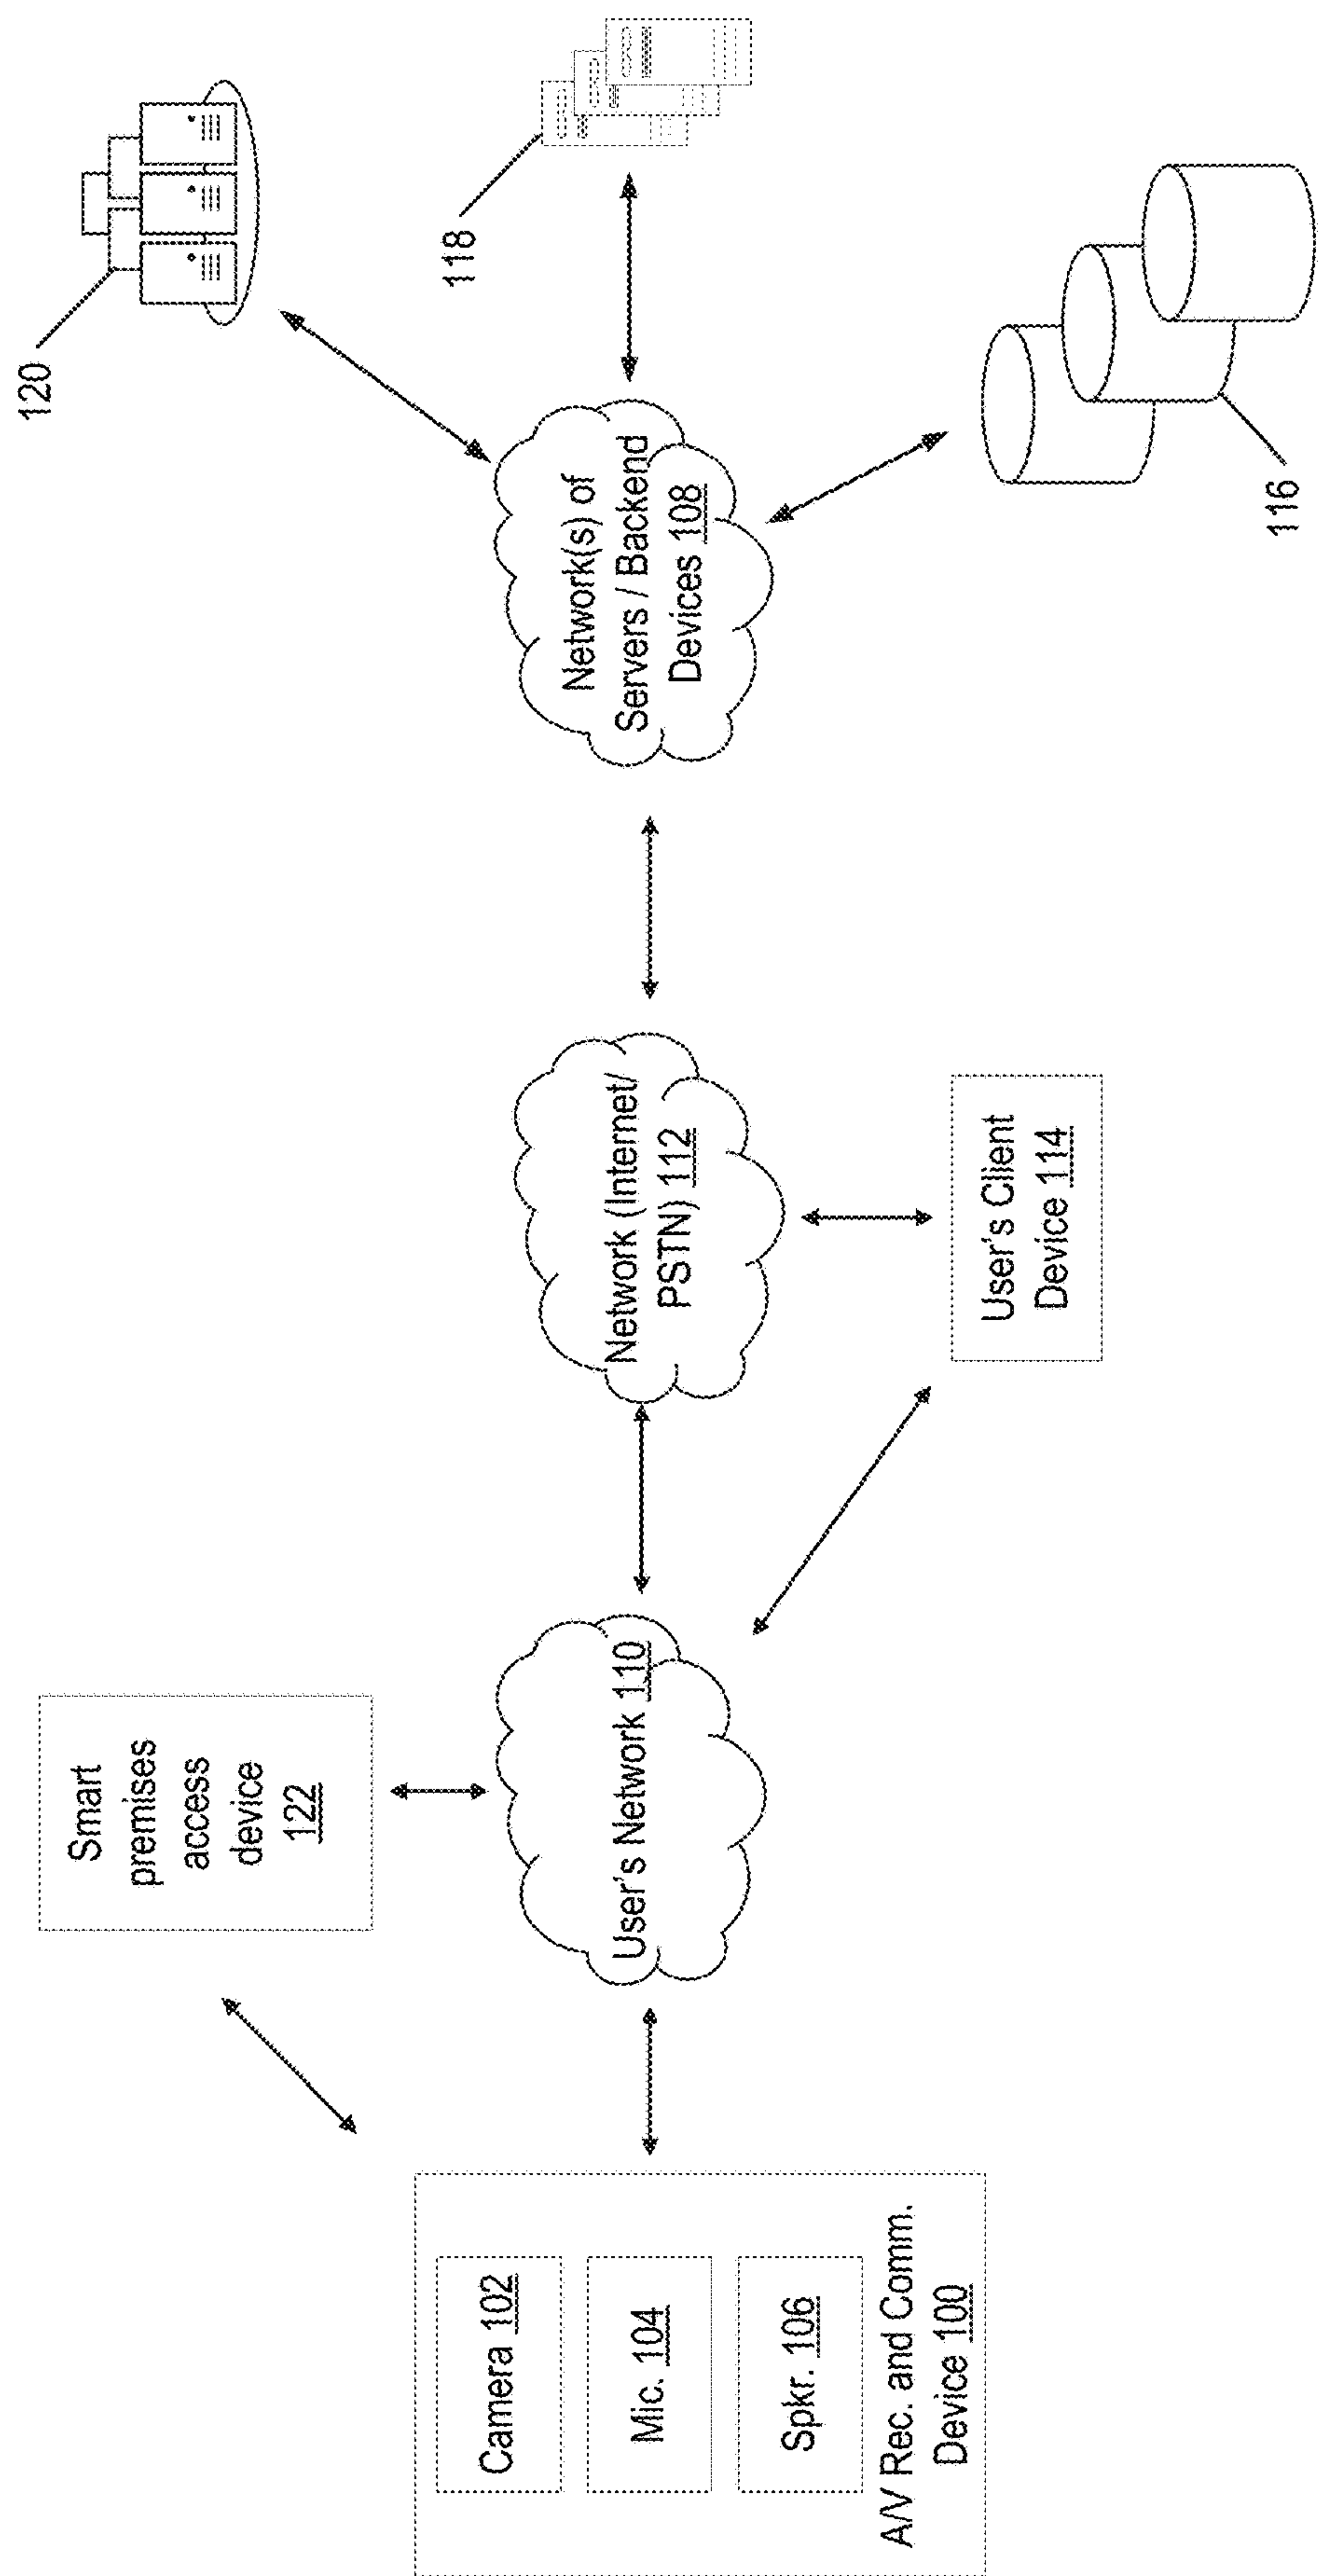 120
118
Smart
premises
access
device
122
Network(s) of
Servers / Backend
Devices 108
Network (Internet/
PSTN) 112
User's Network 110
Camera 102
Mic. 104
Spkr. 106
A/V Rec. and Comm.
Device 100
User's Client
Device 114
116